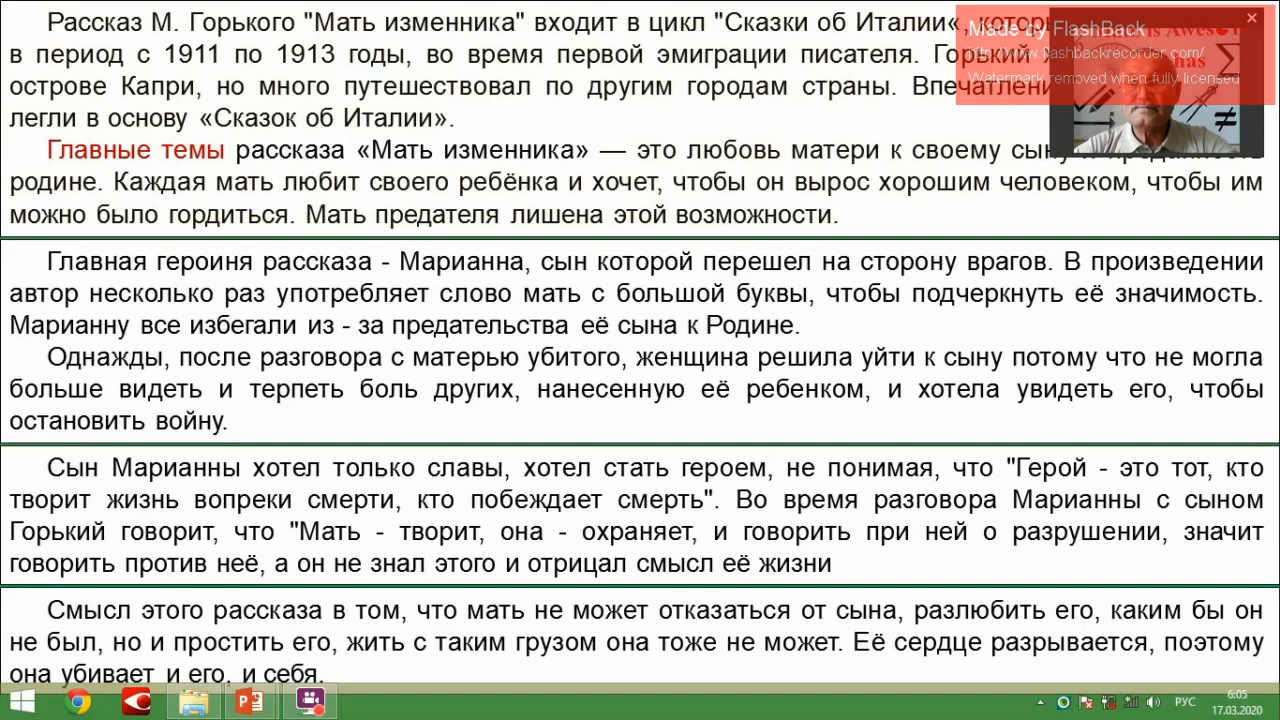 Рассказ М. Горького "Мать изменника" входит в цикл "Сказки об Италии«,
в период с 1911 по 1913 годы, во время первой эмиграции писателя. Горький
острове Капри, но много путешествовал по другим городам страны.
легли в основу «Сказок об Италии».
Главные темы рассказа «Мать изменника» — это любовь матери к своему сыну и преданность
родине. Каждая мать любит своего ребёнка и хочет, чтобы он вырос хорошим человеком, чтобы им
можно было гордиться. Мать предателя лишена этой возможности.
Made by FlashBack
http://www.flashbackrecorder.com/
Watermark removed when fully licensed
Главная героиня рассказа - Марианна, сын которой перешел на сторону врагов. В произведении
автор несколько раз употребляет слово мать с большой буквы, чтобы подчеркнуть её значимость.
Марианну все избегали из - за предательства её сына к Родине.
Однажды, после разговора с матерью убитого, женщина решила уйти к сыну потому что не могла
больше видеть и терпеть боль других, нанесенную её ребенком, и хотела увидеть его, чтобы
остановить войну.
Сын Марианны хотел только славы, хотел стать героем, не понимая, что "Герой - это тот, кто
творит жизнь вопреки смерти, кто побеждает смерть". Во время разговора Марианны с сыном
Горький говорит, что "Мать - творит, она - охраняет, и говорить при ней о разрушении, значит
говорить против неё, а он не знал этого и отрицал смысл её жизни
Смысл этого рассказа в том, что мать не может отказаться от сына, разлюбить его, каким бы он
не был, но и простить его, жить с таким грузом она тоже не может. Её сердце разрывается, поэтому
она убивает и его, и себя.
РУС
6:05
17.03.2020